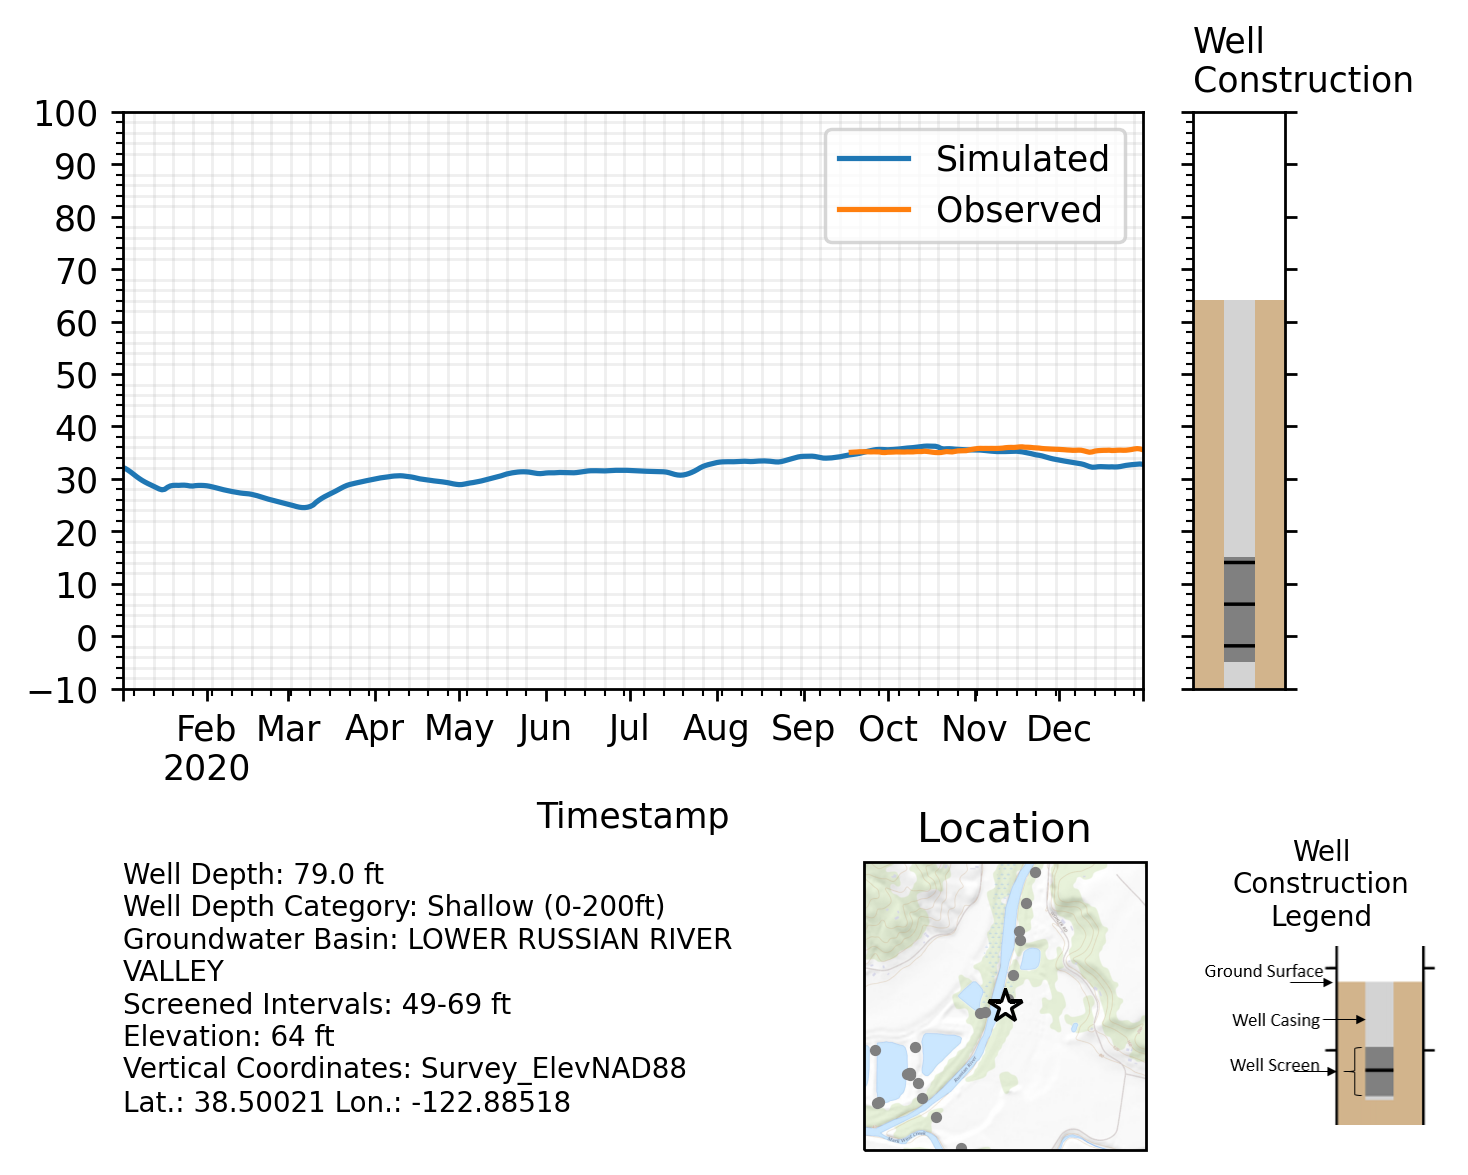 Well
Construction
100
90
80
70
60
50
40
30
20
10
0
−10
Simulated
Observed
Feb Mar Apr May Jun Jul Aug Sep Oct Nov Dec
2020
Timestamp
Well Depth: 79.0 ft
Well Depth Category: Shallow (0-200ft)
Groundwater Basin: LOWER RUSSIAN RIVER
VALLEY
Screened Intervals: 49-69 ft
Elevation: 64 ft
Vertical Coordinates: Survey_ElevNAD88
Lat.: 38.50021 Lon.: -122.88518
Location
Well
Construction
Legend
Ground Surface
Well Casing
Well Screen